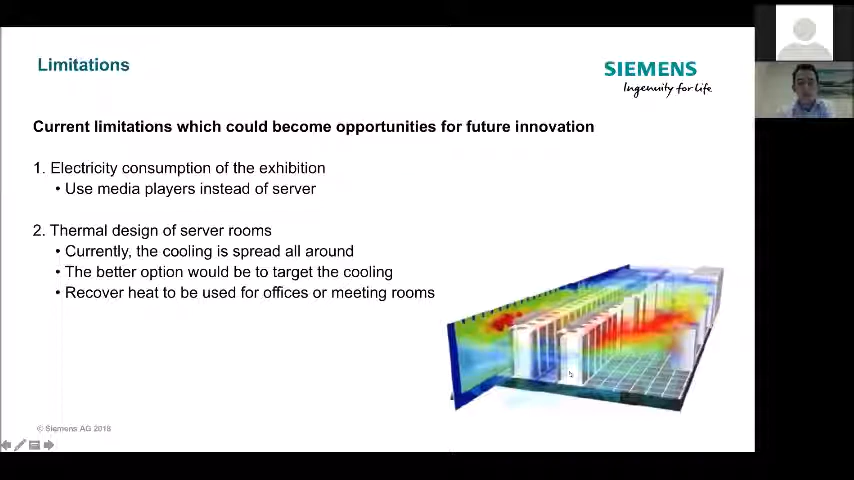 Limitations
SIEMENS
Ingenuity for life
Current limitations which could become opportunities for future innovation
1. Electricity consumption of the exhibition
• Use media players instead of server
2. Thermal design of server rooms
• Currently, the cooling is spread all around
• The better option would be to target the cooling
• Recover heat to be used for offices or meeting rooms
© Siemens AG 2018